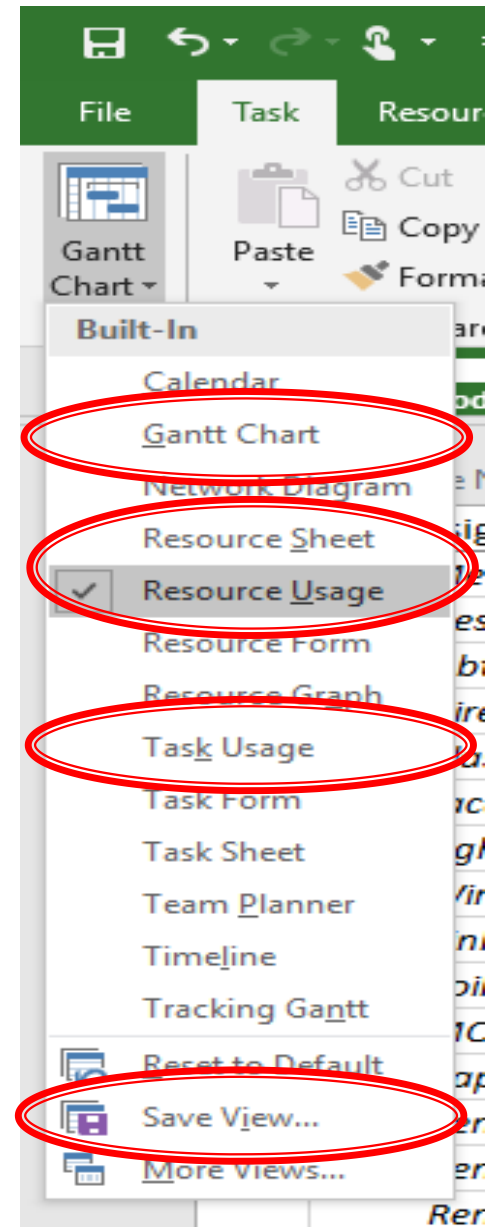 File Task Resour
Cut
Copy
Gantt Chart
Paste
Forma
Built-In
Calendar
Gantt Chart
Network Diagram
Resource Sheet
Resource Usage
Resource Form
Resource Graph
Task Usage
Task Form
Task Sheet
Team Planner
Timeline
Tracking Gantt
Reset to Default
Save View...
More Views...